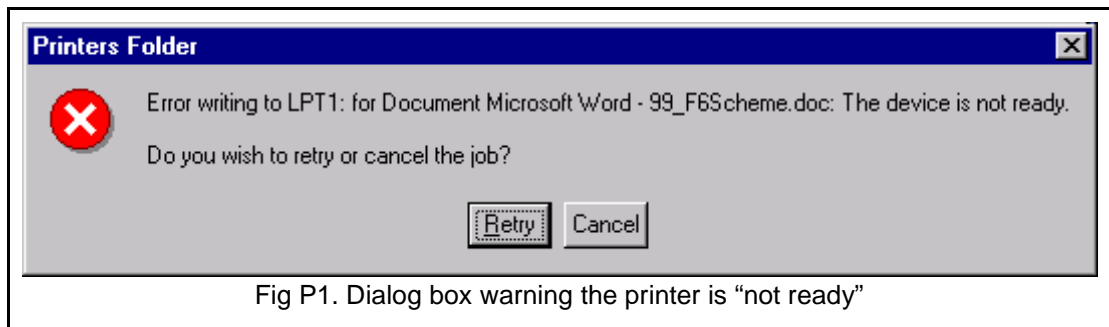 Printers Folder
Error writing to LPT1: for Document Microsoft Word - 99_F6Scheme.doc: The device is not ready.
Do you wish to retry or cancel the job?
Retry Cancel
Fig P1. Dialog box warning the printer is “not ready”